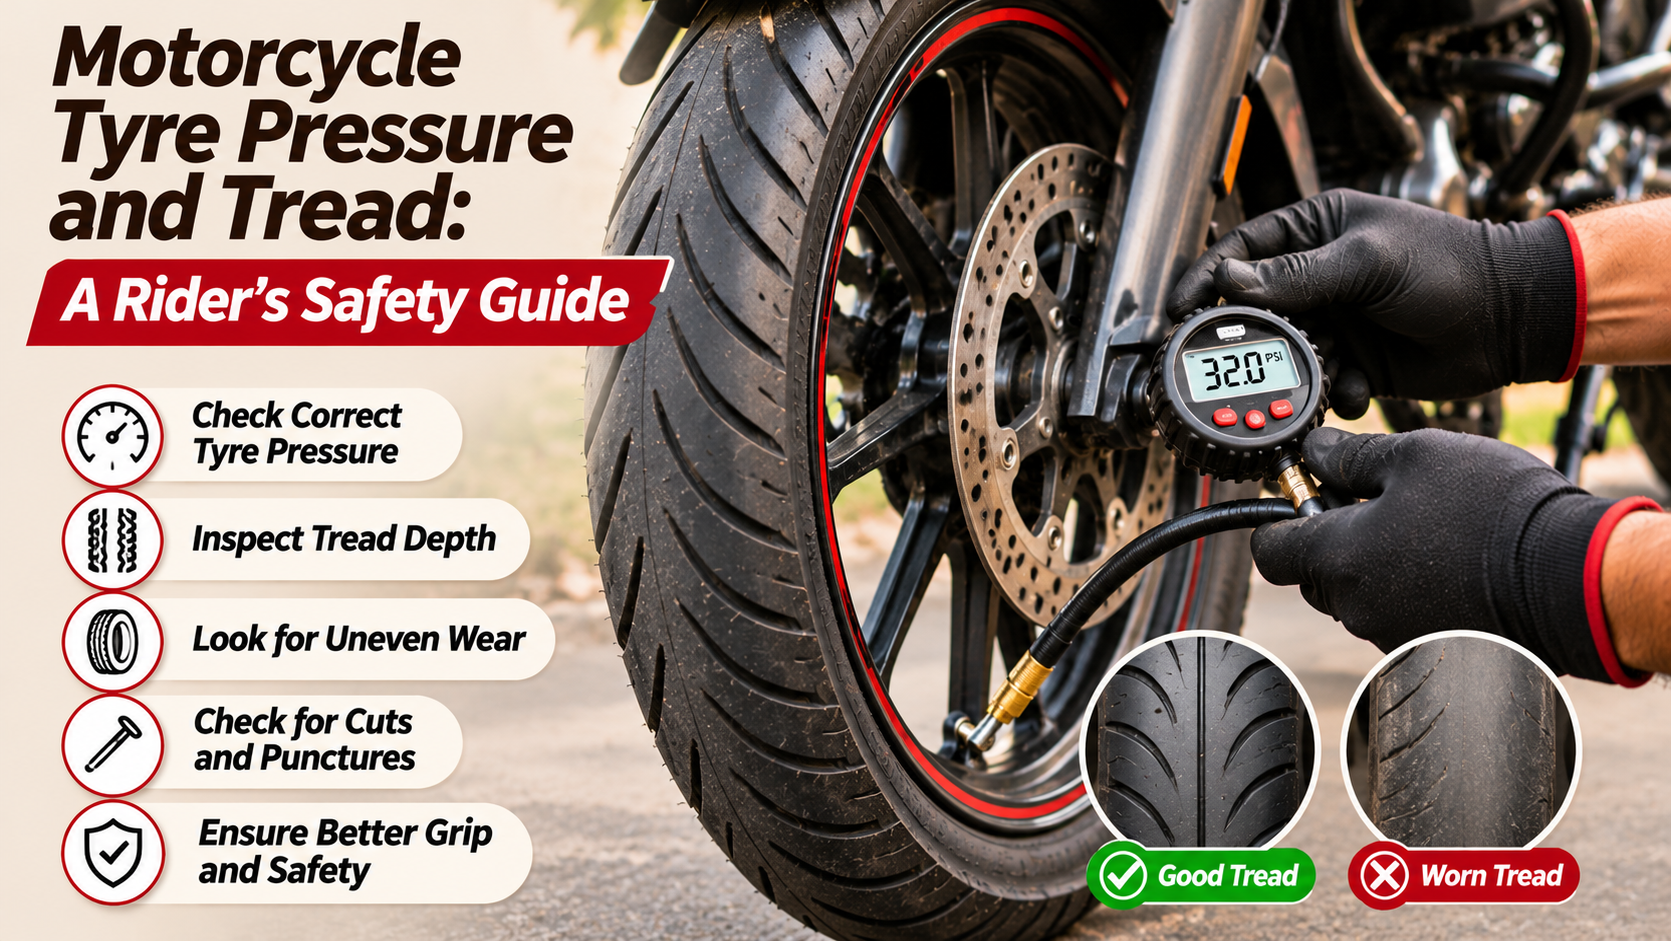 Motorcycle
Tyre Pressure
and Tread:
A Rider's Safety Guide
Check Correct
Tyre Pressure
Inspect Tread Depth
Look for Uneven Wear
Check for Cuts
and Punctures
Ensure Better Grip
and Safety
32.0 PSI
Good Tread
Worn Tread